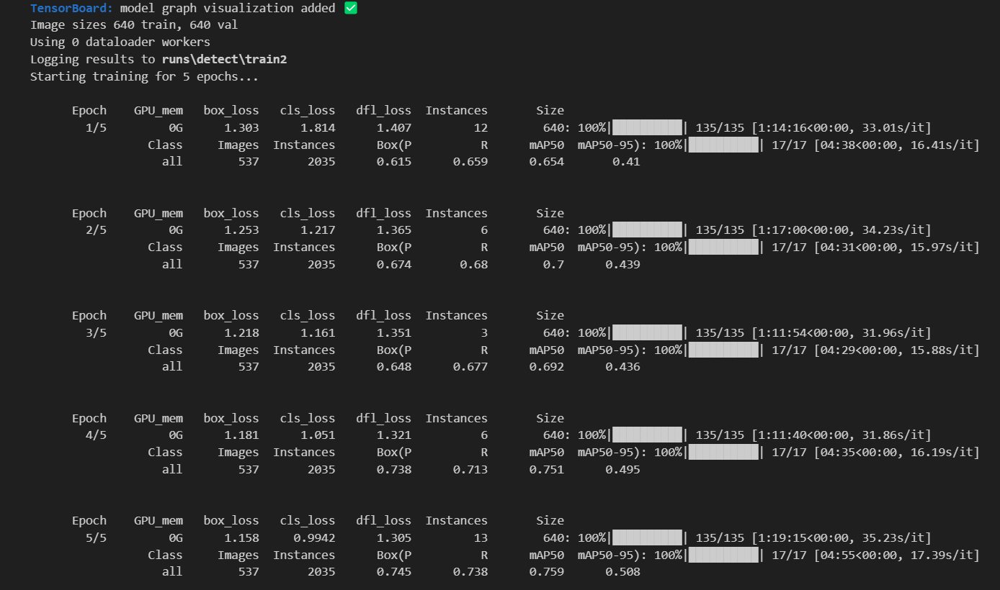 TensorBoard: model graph visualization added ✅
Image sizes 640 train, 640 val
Using 0 dataloader workers
Logging results to runs\detect\train2
Starting training for 5 epochs...
Epoch GPU_mem box_loss cls_loss dfl_loss Instances Size
1/5 0G 1.303 1.814 1.407 12 640: 100%|██████████| 135/135 [1:14:16<00:00, 33.01s/it]
Class Images Instances Box(P R mAP50 mAP50-95): 100%|██████████| 17/17 [04:38<00:00, 16.41s/it]
all 537 2035 0.615 0.659 0.654 0.41
Epoch GPU_mem box_loss cls_loss dfl_loss Instances Size
2/5 0G 1.253 1.217 1.365 6 640: 100%|██████████| 135/135 [1:17:00<00:00, 34.23s/it]
Class Images Instances Box(P R mAP50 mAP50-95): 100%|██████████| 17/17 [04:31<00:00, 15.97s/it]
all 537 2035 0.674 0.68 0.7 0.439
Epoch GPU_mem box_loss cls_loss dfl_loss Instances Size
3/5 0G 1.218 1.161 1.351 3 640: 100%|██████████| 135/135 [1:11:54<00:00, 31.96s/it]
Class Images Instances Box(P R mAP50 mAP50-95): 100%|██████████| 17/17 [04:29<00:00, 15.88s/it]
all 537 2035 0.648 0.677 0.692 0.436
Epoch GPU_mem box_loss cls_loss dfl_loss Instances Size
4/5 0G 1.181 1.051 1.321 6 640: 100%|██████████| 135/135 [1:11:40<00:00, 31.86s/it]
Class Images Instances Box(P R mAP50 mAP50-95): 100%|██████████| 17/17 [04:35<00:00, 16.19s/it]
all 537 2035 0.738 0.713 0.751 0.495
Epoch GPU_mem box_loss cls_loss dfl_loss Instances Size
5/5 0G 1.158 0.9942 1.305 13 640: 100%|██████████| 135/135 [1:19:15<00:00, 35.23s/it]
Class Images Instances Box(P R mAP50 mAP50-95): 100%|██████████| 17/17 [04:55<00:00, 17.39s/it]
all 537 2035 0.745 0.738 0.759 0.508